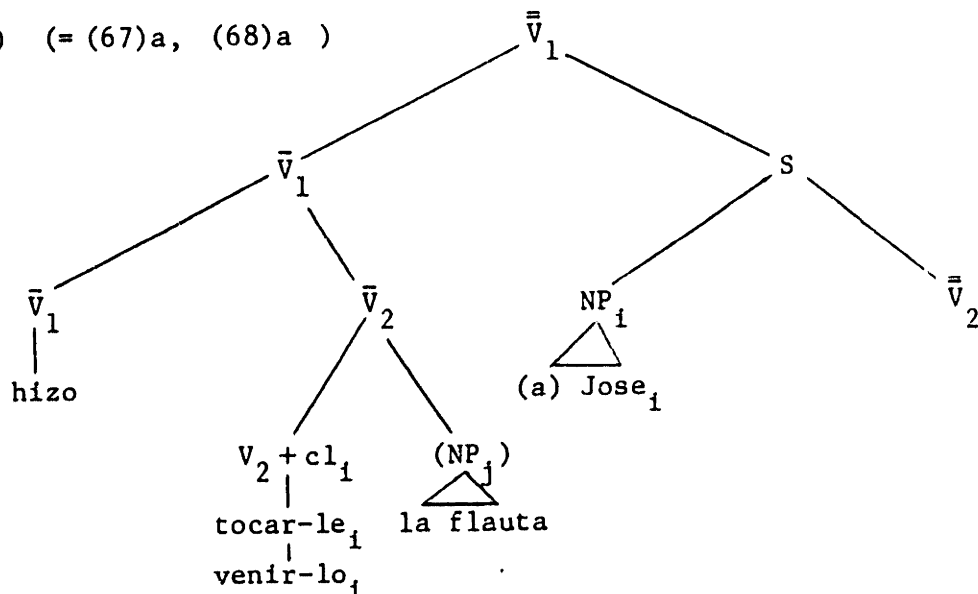 ) (= (67)a, (68)a )
V̿₁
V̄₁ S
V̄₁ V̄₂ NPᵢ V̿₂
hizo (a) Joseᵢ
V₂ + clᵢ (NPⱼ)
tocar-leᵢ la flauta
venir-loᵢ